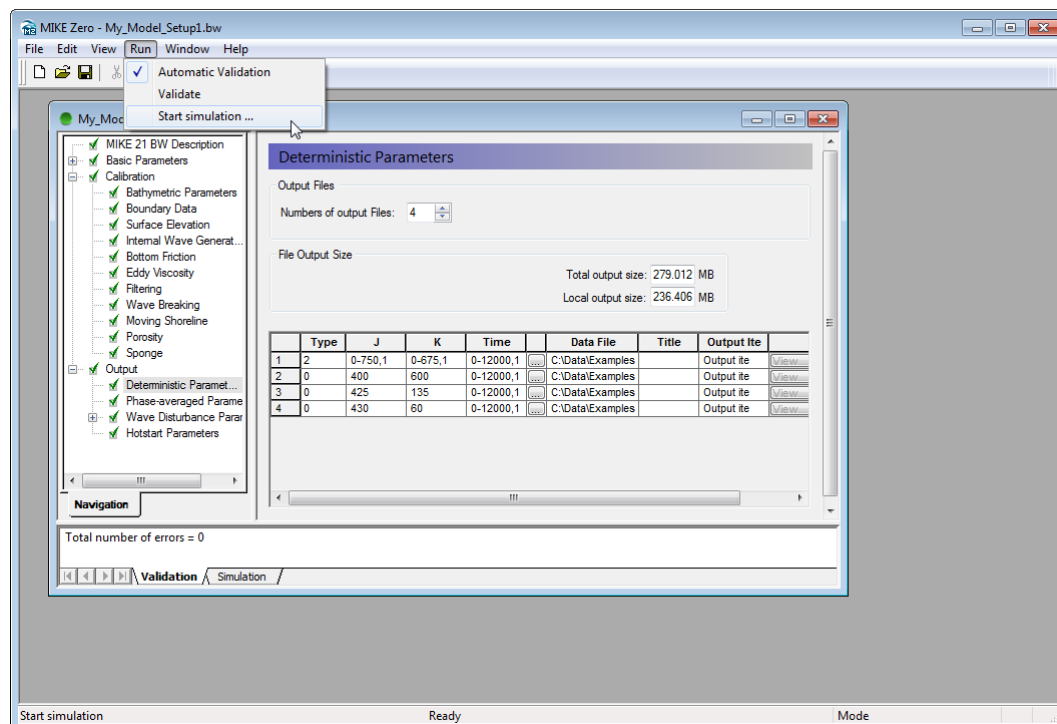 MIKE Zero - My_Model_Setup1.bw
File Edit View Run Window Help
Automatic Validation
Validate
Start simulation ...
My_Moc
MIKE 21 BW Description
Basic Parameters
Calibration
Bathymetric Parameters
Boundary Data
Surface Elevation
Internal Wave Generat...
Bottom Friction
Eddy Viscosity
Filtering
Wave Breaking
Moving Shoreline
Porosity
Sponge
Output
Deterministic Paramet...
Phase-averaged Parame
Wave Disturbance Parar
Hotstart Parameters
Navigation
Deterministic Parameters
Output Files
Numbers of output Files: 4
File Output Size
Total output size: 279.012 MB
Local output size: 236.406 MB
Type J K Time Data File Title Output Ite
1 2 0-750,1 0-675,1 0-12000,1 ... C:\Data\Examples Output ite View...
2 0 400 600 0-12000,1 ... C:\Data\Examples Output ite View...
3 0 425 135 0-12000,1 ... C:\Data\Examples Output ite View...
4 0 430 60 0-12000,1 ... C:\Data\Examples Output ite View...
Total number of errors = 0
Validation Simulation
Start simulation Ready Mode